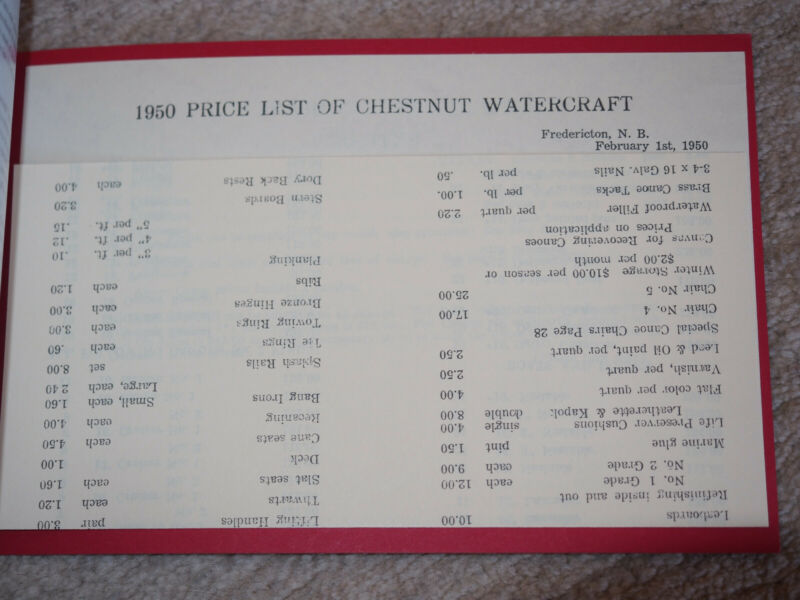 1950 PRICE LIST OF CHESTNUT WATERCRAFT
Fredericton, N. B.
February 1st, 1950
Leeboards 10.00
Refinishing inside and out
No. 1 Grade each 12.00
No. 2 Grade each 9.00
Marine glue pint 1.50
Life Preserver Cushions single 4.00
Leatherette & Kapok double 8.00
Flat color per quart 4.00
Varnish, per quart 2.50
Lead & Oil paint, per quart 2.50
Special Canoe Chairs Page 28
Chair No. 4 17.00
Chair No. 5 25.00
Winter Storage $10.00 per season or
$2.00 per month
Canvas for Recovering Canoes
Prices on application
Waterproof Filler per quart 2.20
Brass Canoe Tacks per lb. 1.00.
3-4 x 16 Galv. Nails per lb. .50
Lifting Handles pair 3.00
Thwarts each 1.20
Slat seats each 1.60
Deck 1.00
Cane seats each 4.50
Recaning each 4.00
Bang Irons Small, each 1.60
Large, each 2.40
Splash Rails set 8.00
Tie Rings each .60
Towing Rings each 3.00
Bronze Hinges each 3.00
Ribs each 1.20
Planking
3" per ft. .10
4" per ft. .12
5" per ft. .15
Stern Boards 3.20
Dory Back Rests each 4.00